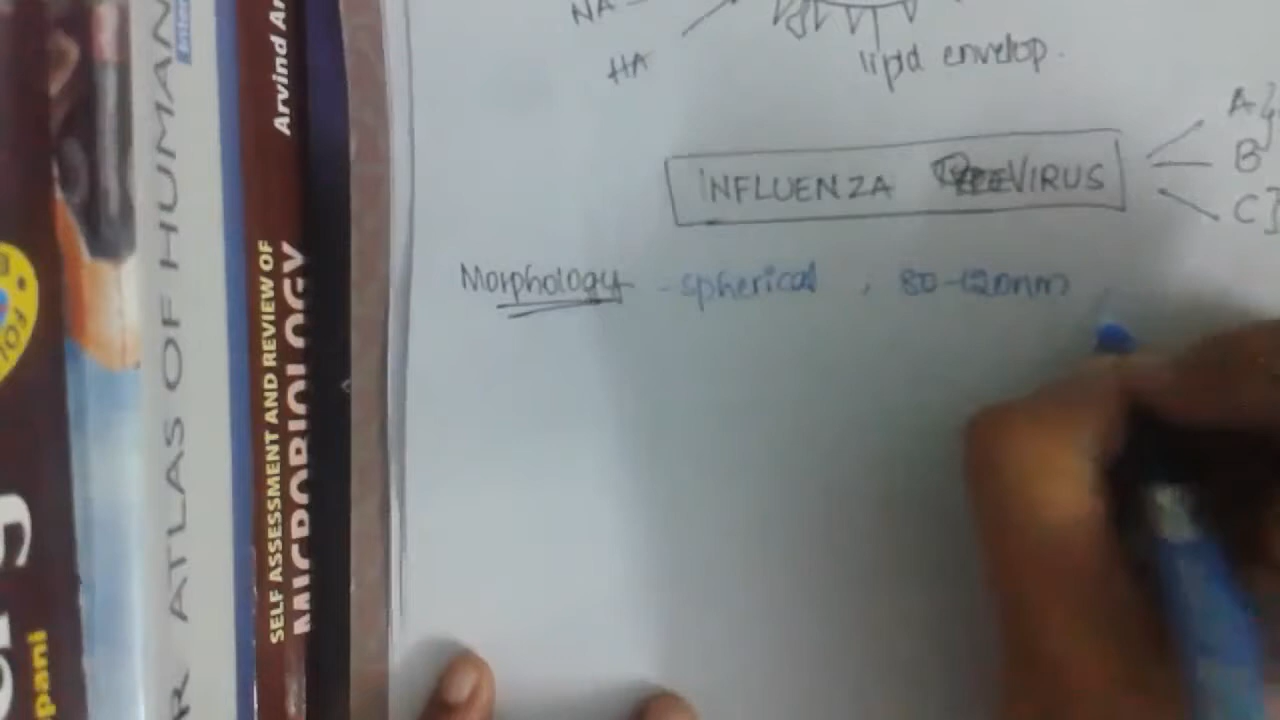 NA
HA
lipid envelop.
INFLUENZA VIRUS
A
B
C
Morphology - spherical , 80-120nm
ATLAS OF HUMAN
SELF ASSESSMENT AND REVIEW OF
MICROBIOLOGY
Arvind Ar
pani